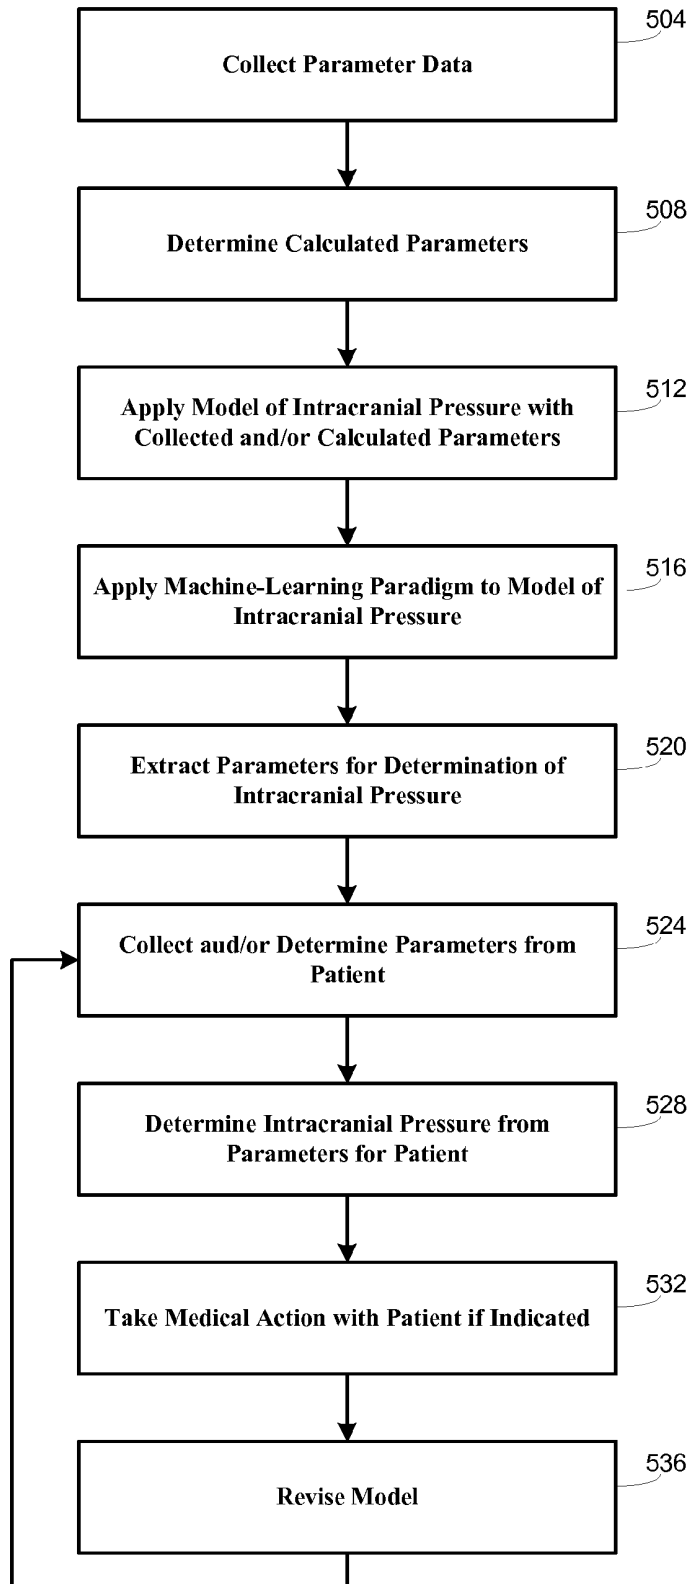 504
Collect Parameter Data
508
Determine Calculated Parameters
512
Apply Model of Intracranial Pressure with
Collected and/or Calculated Parameters
516
Apply Machine-Learning Paradigm to Model of
Intracranial Pressure
520
Extract Parameters for Determination of
Intracranial Pressure
524
Collect aud/or Determine Parameters from
Patient
528
Determine Intracranial Pressure from
Parameters for Patient
532
Take Medical Action with Patient if Indicated
536
Revise Model